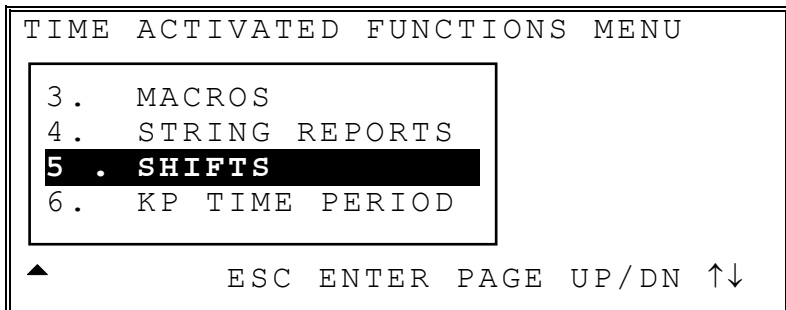 TIME ACTIVATED FUNCTIONS MENU
3. MACROS
4. STRING REPORTS
5 . SHIFTS
6. KP TIME PERIOD
ESC ENTER PAGE UP/DN ↑↓